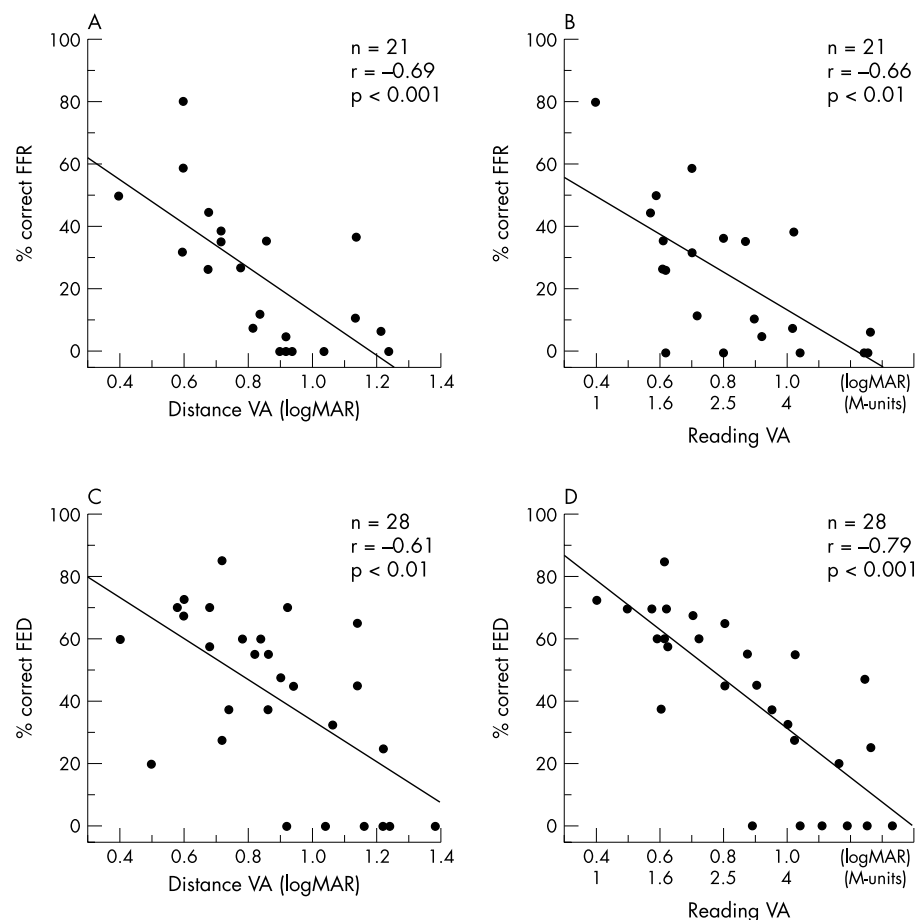 A
n = 21
r = –0.69
p < 0.001
% correct FFR
100
80
60
40
20
0
0.4 0.6 0.8 1.0 1.2 1.4
Distance VA (logMAR)
B
n = 21
r = –0.66
p < 0.01
% correct FFR
100
80
60
40
20
0
0.4 0.6 0.8 1.0 (logMAR)
1 1.6 2.5 4 (M-units)
Reading VA
C
n = 28
r = –0.61
p < 0.01
% correct FED
100
80
60
40
20
0
0.4 0.6 0.8 1.0 1.2 1.4
Distance VA (logMAR)
D
n = 28
r = –0.79
p < 0.001
% correct FED
100
80
60
40
20
0
0.4 0.6 0.8 1.0 (logMAR)
1 1.6 2.5 4 (M-units)
Reading VA